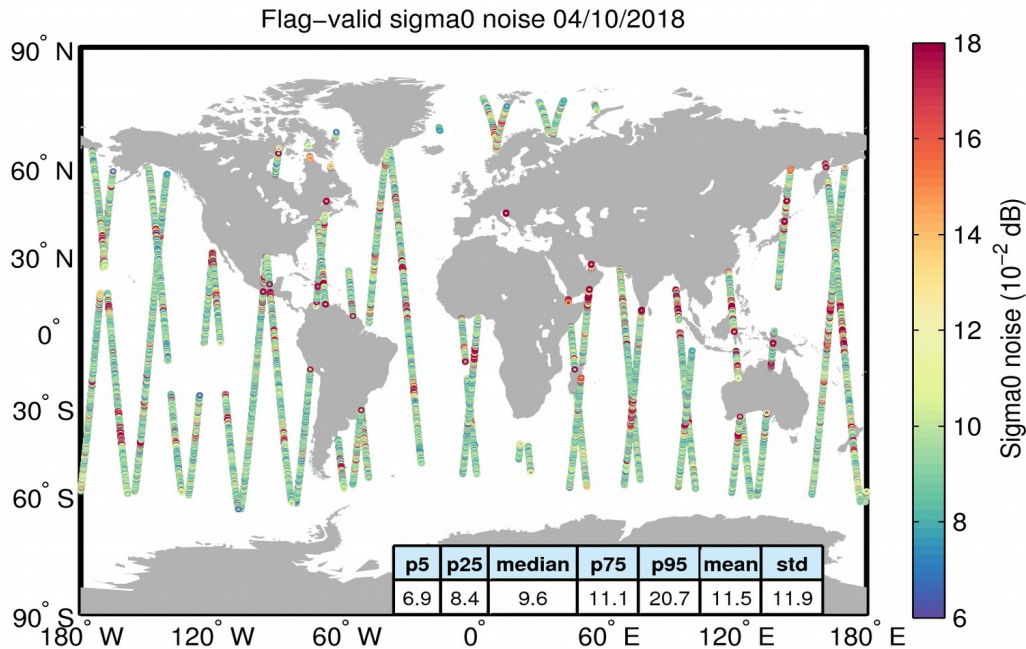 Flag-valid sigma0 noise 04/10/2018
90° N
60° N
30° N
0°
30° S
60° S
90° S
180° W 120° W 60° W 0° 60° E 120° E 180° E
p5 p25 median p75 p95 mean std
6.9 8.4 9.6 11.1 20.7 11.5 11.9
18
16
14
12
10
8
6
Sigma0 noise (10⁻² dB)